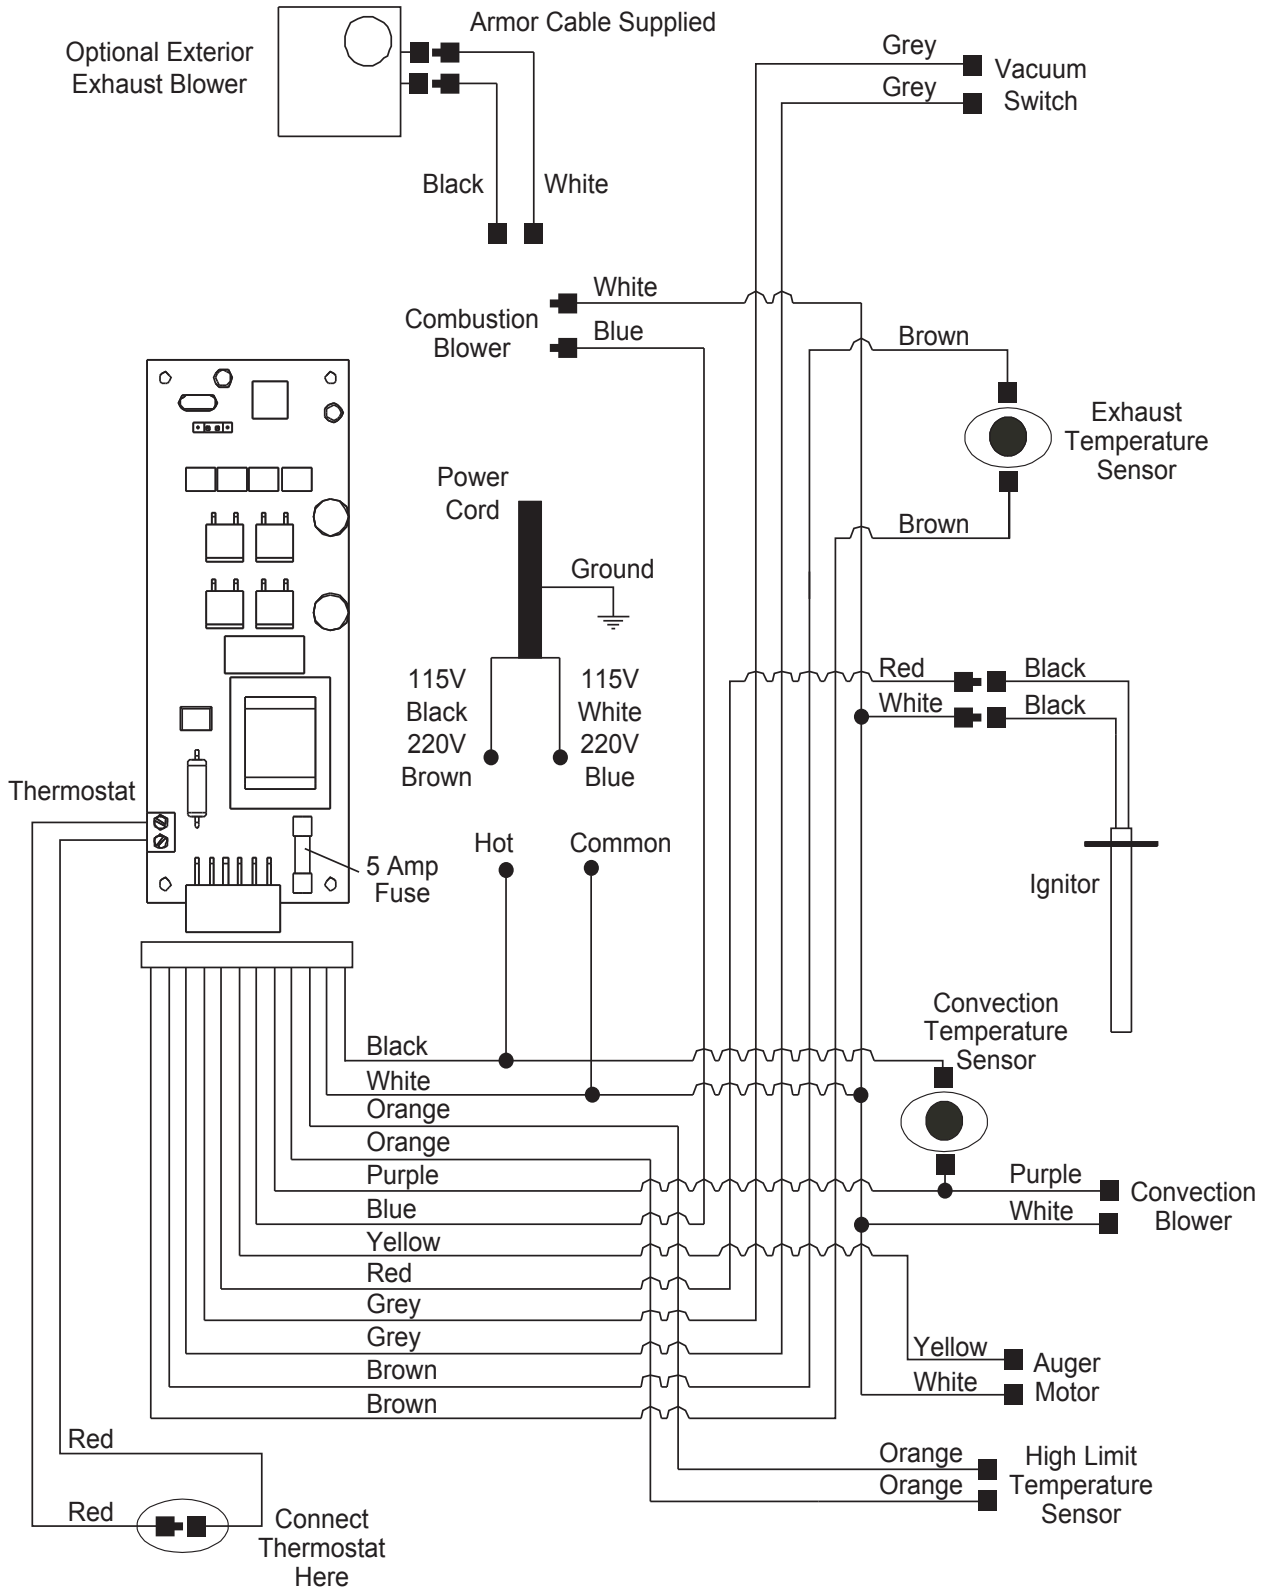 Armor Cable Supplied
Optional Exterior
Exhaust Blower
Grey
Vacuum
Grey
Switch
Black
White
White
Combustion
Blower
Blue
Brown
Exhaust
Temperature
Sensor
Power
Cord
Brown
Ground
115V
Black
220V
Brown
115V
White
220V
Blue
Red
Black
White
Black
Thermostat
Hot
Common
5 Amp
Fuse
Ignitor
Convection
Temperature
Sensor
Black
White
Orange
Orange
Purple
Purple
Convection
Blower
Blue
White
Yellow
Red
Grey
Grey
Yellow
Auger
Motor
Brown
White
Brown
Red
Orange
High Limit
Temperature
Sensor
Orange
Red
Connect
Thermostat
Here